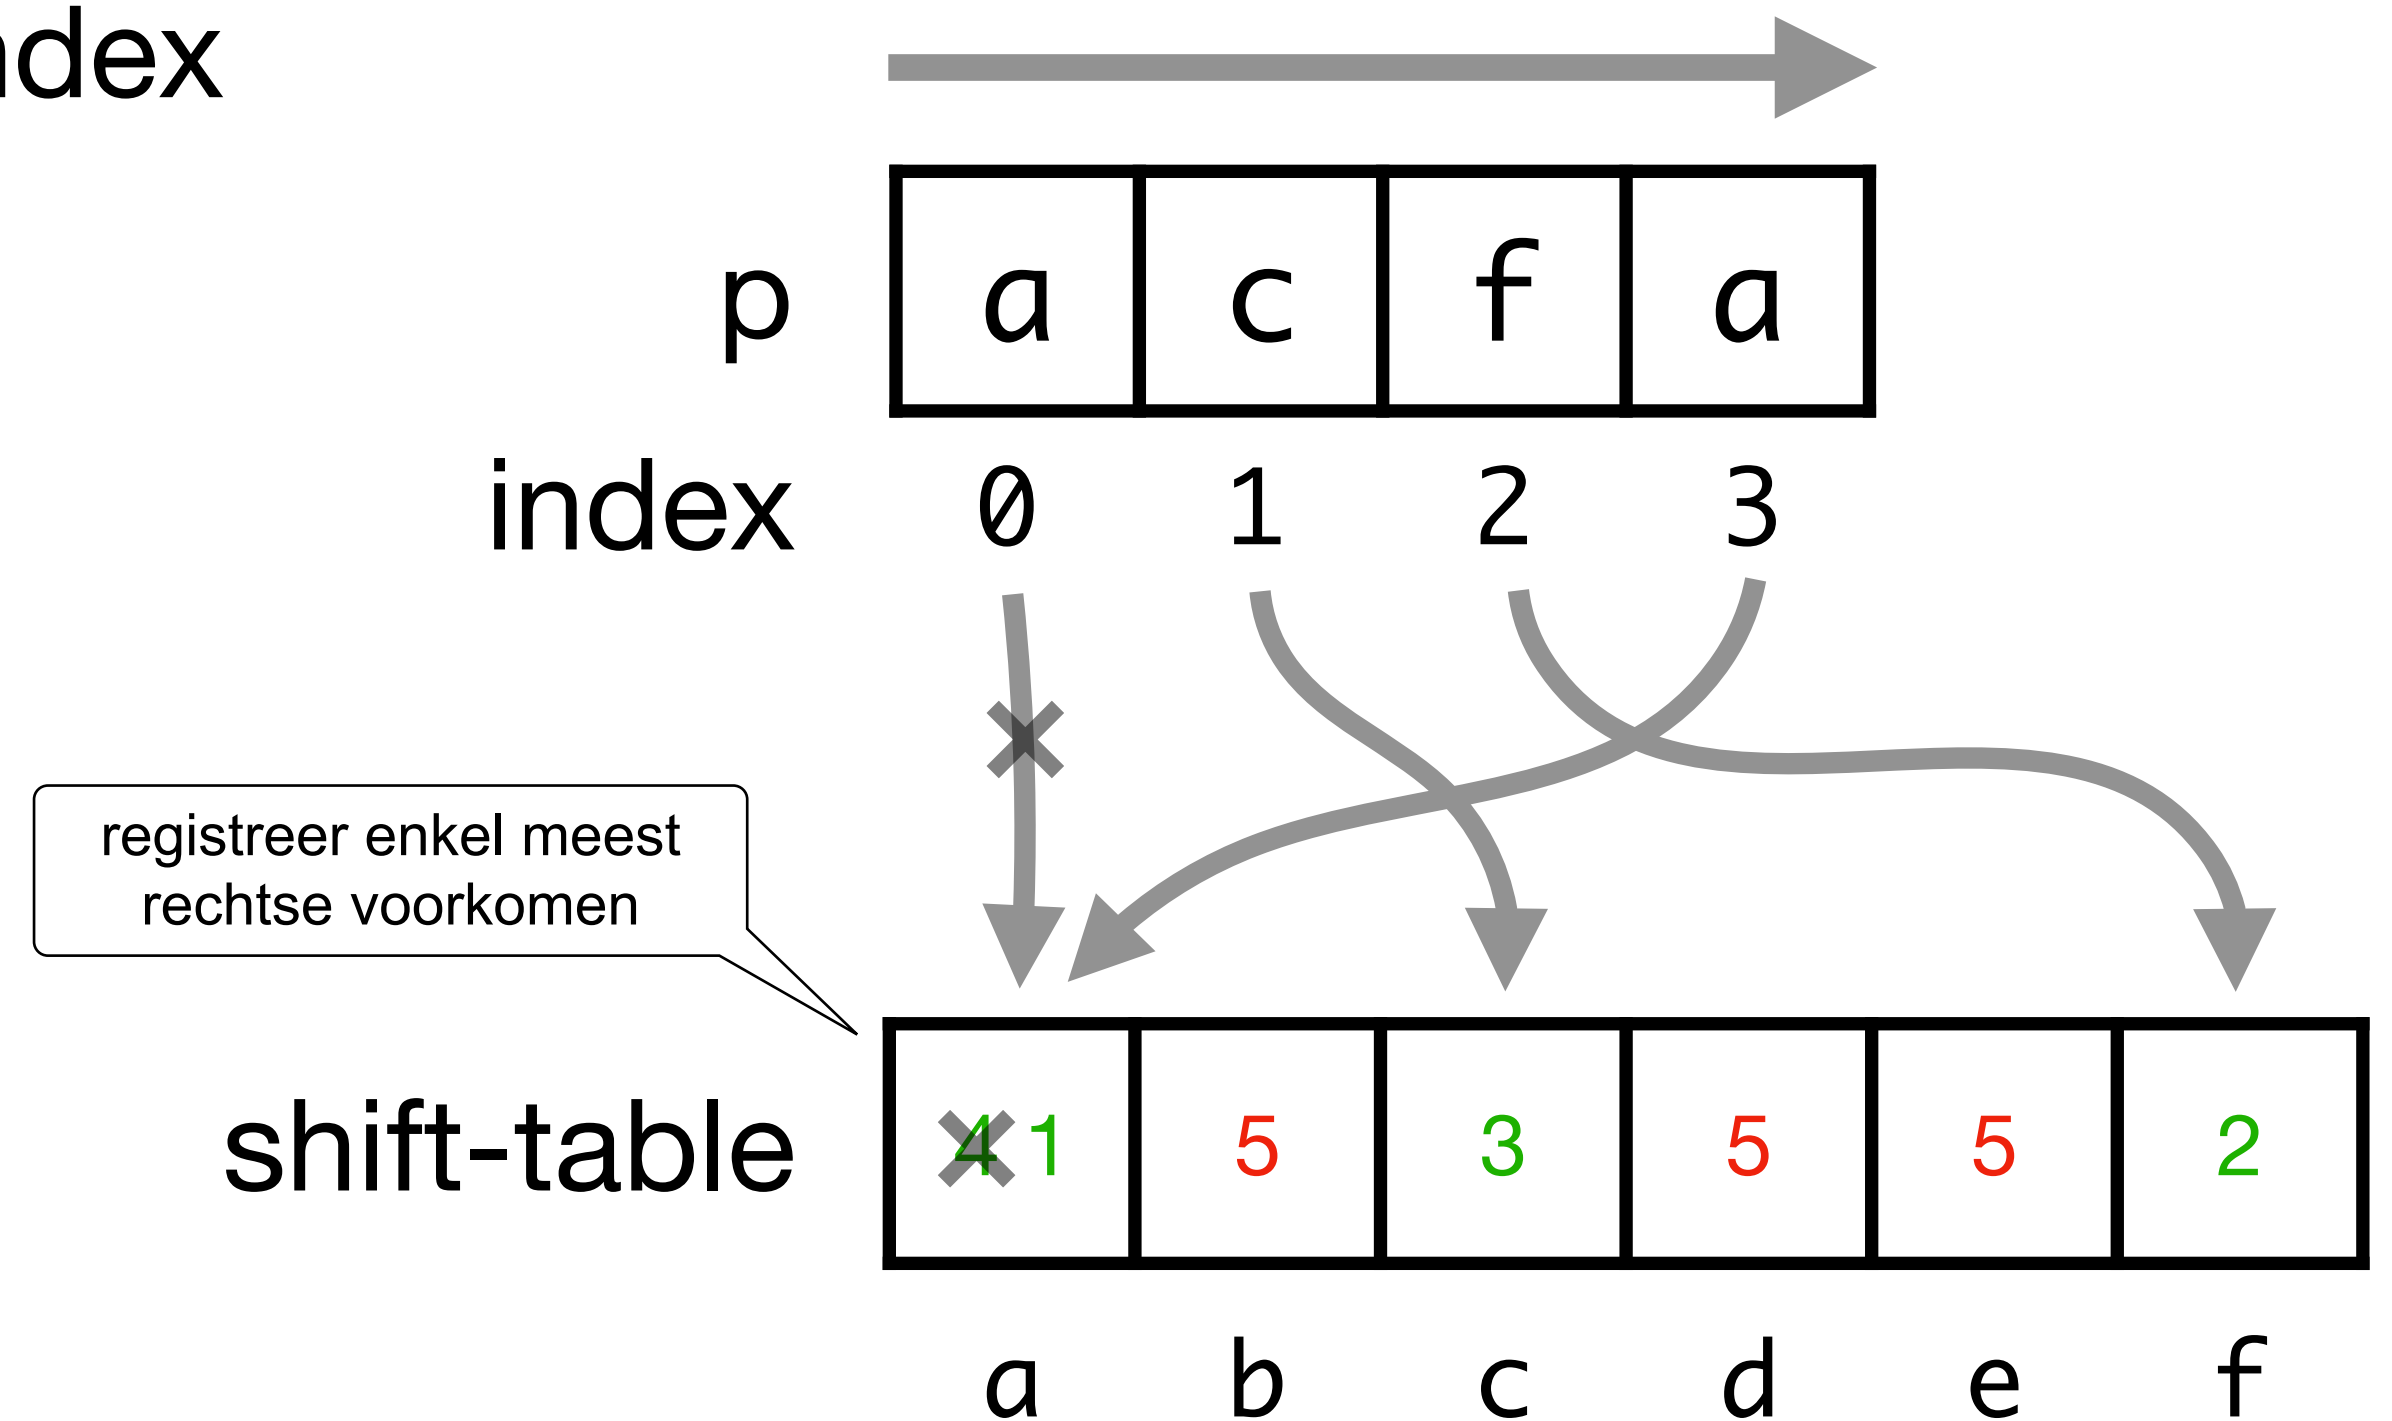 ndex
p a c f a
index 0 1 2 3
registreer enkel meest
rechtse voorkomen
shift-table 4 1 5 3 5 5 2
a b c d e f